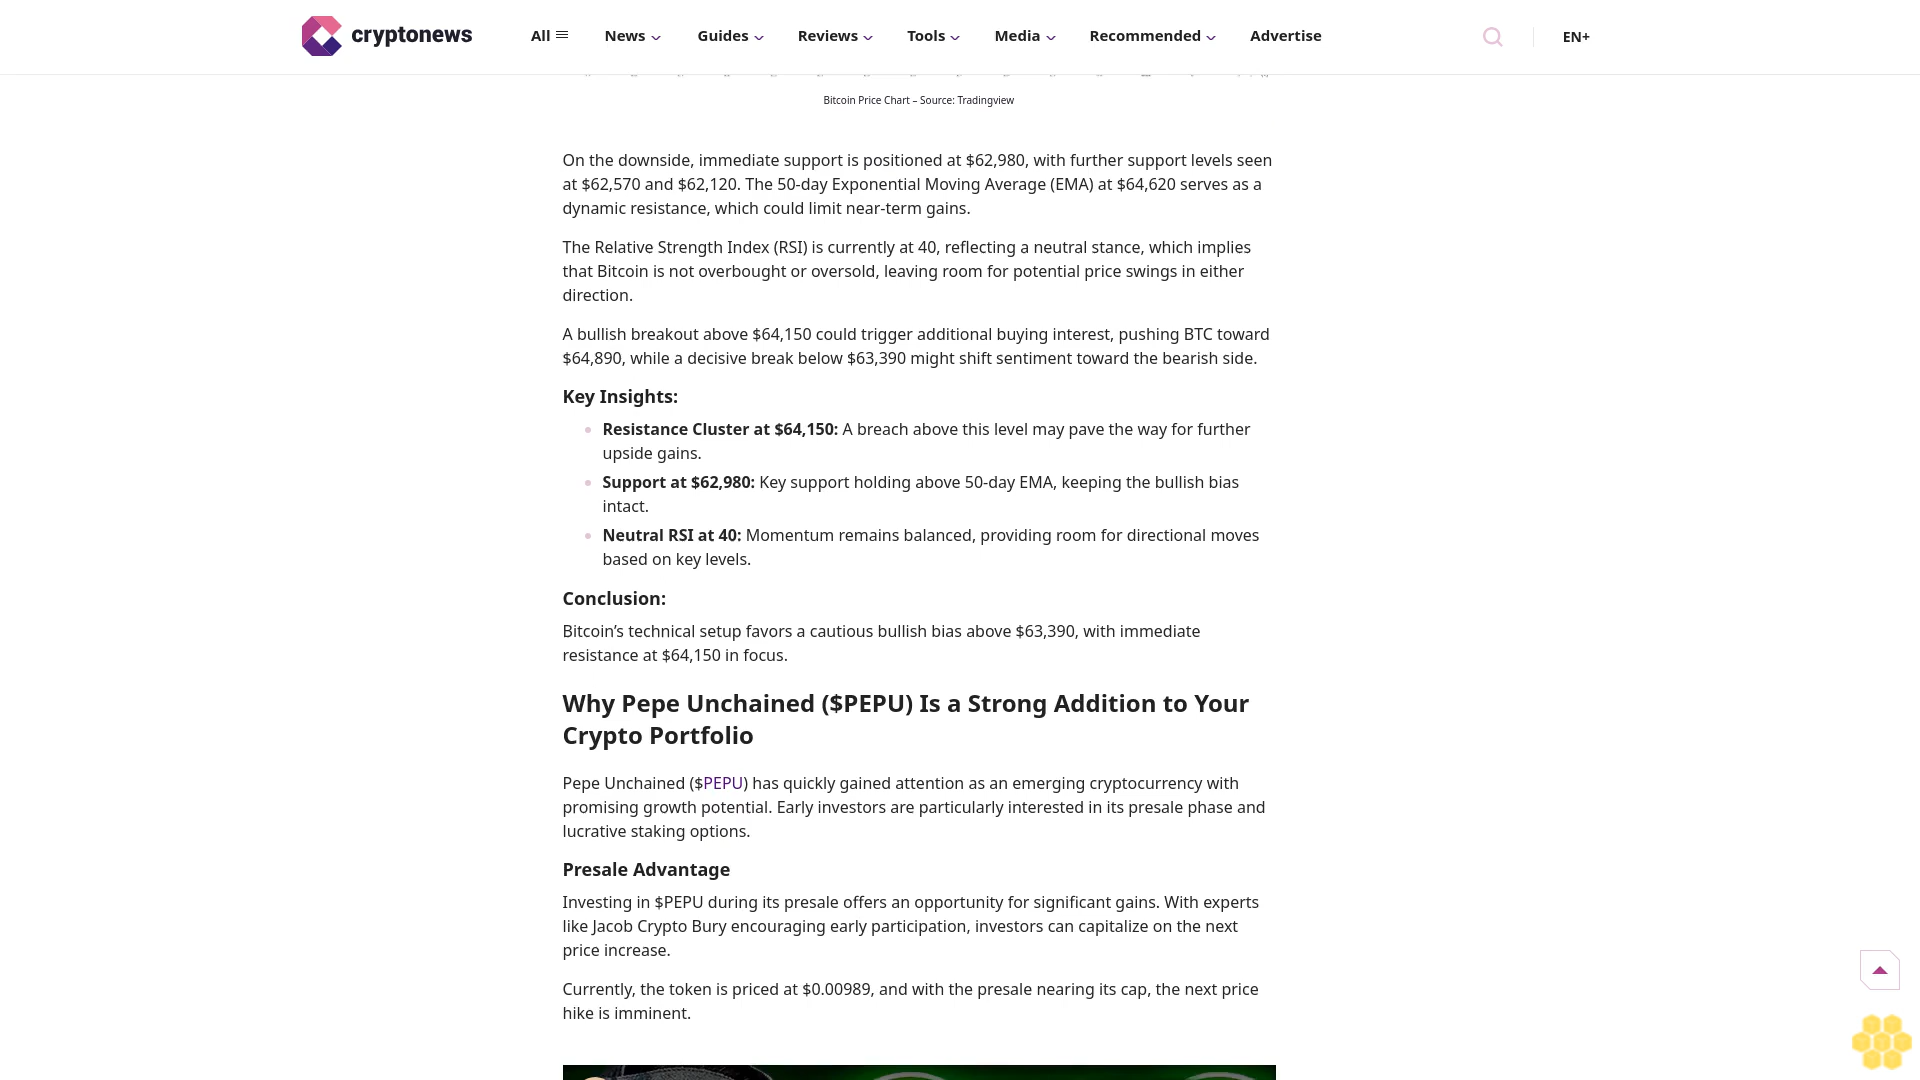 cryptonews
All
News
Guides
Reviews
Tools
Media
Recommended
Advertise
EN+
Bitcoin Price Chart – Source: Tradingview
On the downside, immediate support is positioned at $62,980, with further support levels seen
at $62,570 and $62,120. The 50-day Exponential Moving Average (EMA) at $64,620 serves as a
dynamic resistance, which could limit near-term gains.
The Relative Strength Index (RSI) is currently at 40, reflecting a neutral stance, which implies
that Bitcoin is not overbought or oversold, leaving room for potential price swings in either
direction.
A bullish breakout above $64,150 could trigger additional buying interest, pushing BTC toward
$64,890, while a decisive break below $63,390 might shift sentiment toward the bearish side.
Key Insights:
Resistance Cluster at $64,150: A breach above this level may pave the way for further
upside gains.
Support at $62,980: Key support holding above 50-day EMA, keeping the bullish bias
intact.
Neutral RSI at 40: Momentum remains balanced, providing room for directional moves
based on key levels.
Conclusion:
Bitcoin’s technical setup favors a cautious bullish bias above $63,390, with immediate
resistance at $64,150 in focus.
Why Pepe Unchained ($PEPU) Is a Strong Addition to Your
Crypto Portfolio
Pepe Unchained ($PEPU) has quickly gained attention as an emerging cryptocurrency with
promising growth potential. Early investors are particularly interested in its presale phase and
lucrative staking options.
Presale Advantage
Investing in $PEPU during its presale offers an opportunity for significant gains. With experts
like Jacob Crypto Bury encouraging early participation, investors can capitalize on the next
price increase.
Currently, the token is priced at $0.00989, and with the presale nearing its cap, the next price
hike is imminent.